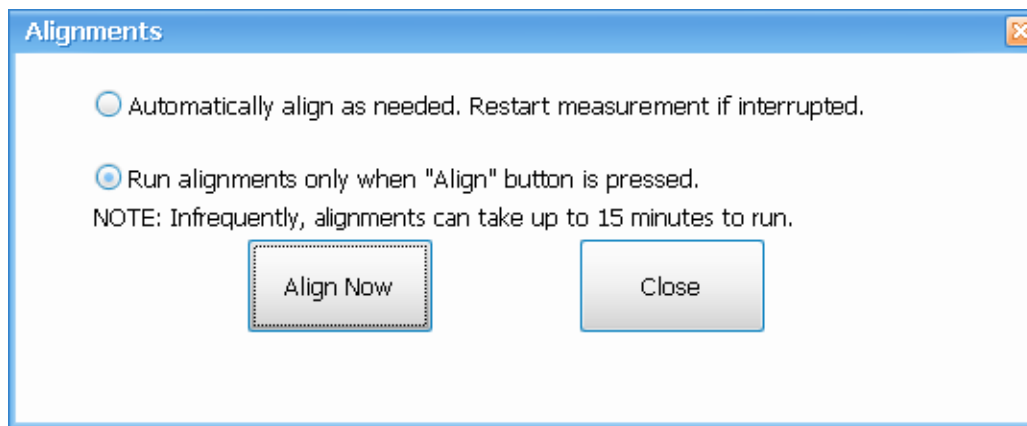 Alignments
Automatically align as needed. Restart measurement if interrupted.
Run alignments only when "Align" button is pressed.
NOTE: Infrequently, alignments can take up to 15 minutes to run.
Align Now Close